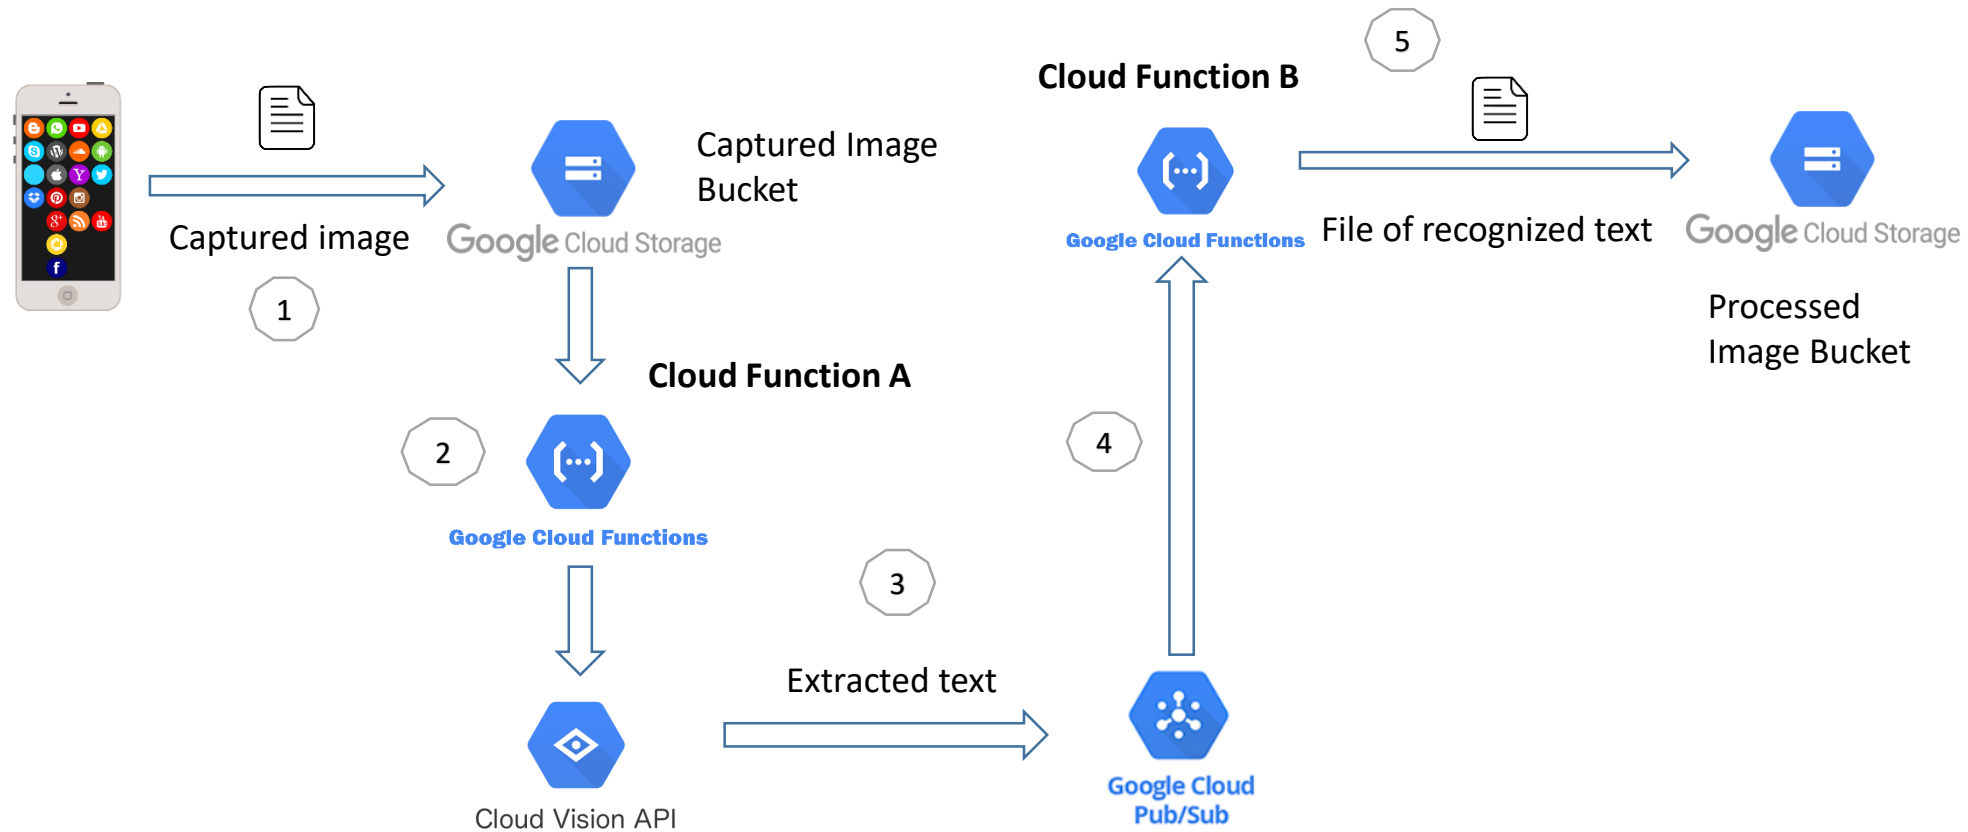 Captured image
1
Google Cloud Storage
Captured Image
Bucket
Cloud Function A
2
Google Cloud Functions
Cloud Vision API
3
Extracted text
Google Cloud
Pub/Sub
4
Cloud Function B
Google Cloud Functions
5
File of recognized text
Google Cloud Storage
Processed
Image Bucket